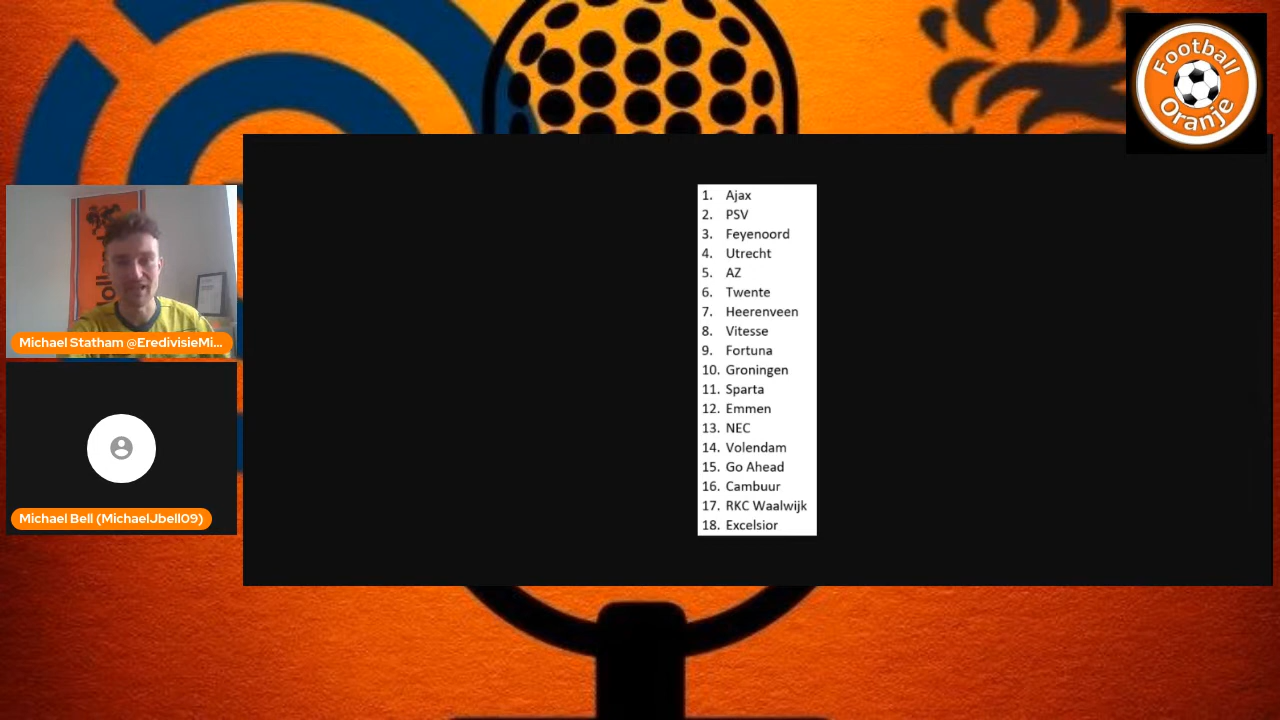 Football
Oranje
1. Ajax
2. PSV
3. Feyenoord
4. Utrecht
5. AZ
6. Twente
7. Heerenveen
8. Vitesse
9. Fortuna
10. Groningen
11. Sparta
12. Emmen
13. NEC
14. Volendam
15. Go Ahead
16. Cambuur
17. RKC Waalwijk
18. Excelsior
Michael Statham @EredivisieMi...
Michael Bell (MichaelJbell09)